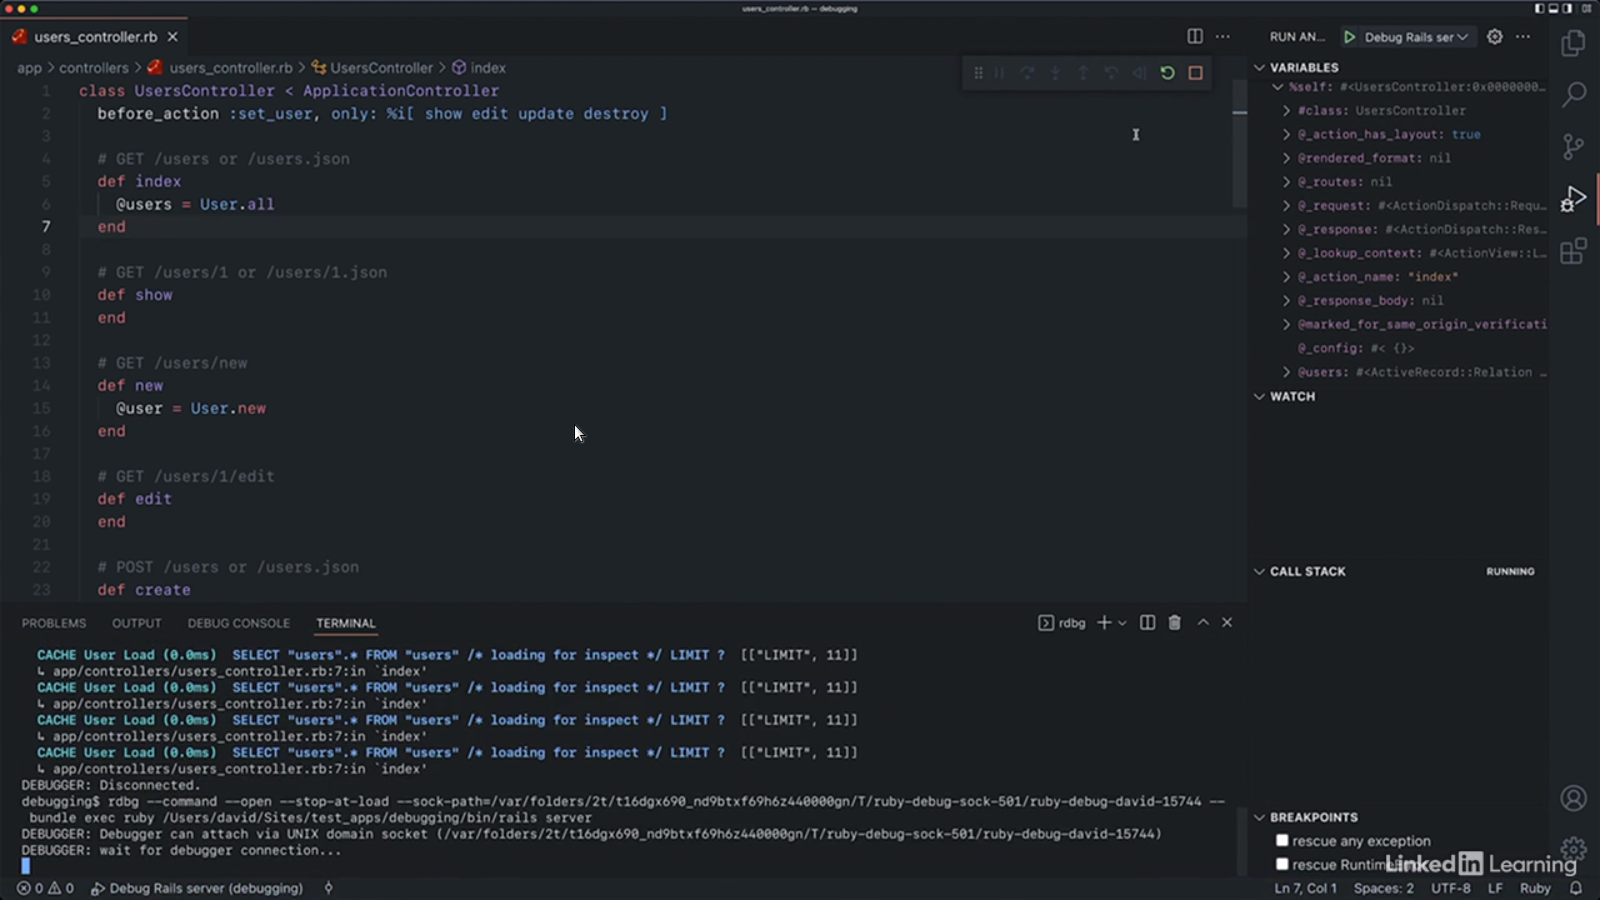 users_controller.rb — debugging
users_controller.rb
RUN AN...
Debug Rails ser
app > controllers > users_controller.rb > UsersController > index
1 class UsersController < ApplicationController
2 before_action :set_user, only: %i[ show edit update destroy ]
3
4 # GET /users or /users.json
5 def index
6 @users = User.all
7 end
8
9 # GET /users/1 or /users/1.json
10 def show
11 end
12
13 # GET /users/new
14 def new
15 @user = User.new
16 end
17
18 # GET /users/1/edit
19 def edit
20 end
21
22 # POST /users or /users.json
23 def create
VARIABLES
%self: #<UsersController:0x0000000...
#class: UsersController
@_action_has_layout: true
@rendered_format: nil
@_routes: nil
@_request: #<ActionDispatch::Requ...
@_response: #<ActionDispatch::Res...
@_lookup_context: #<ActionView::L...
@_action_name: "index"
@_response_body: nil
@marked_for_same_origin_verificati
@_config: #< {}>
@users: #<ActiveRecord::Relation ...
WATCH
CALL STACK
RUNNING
BREAKPOINTS
rescue any exception
rescue Runtime
LinkedIn Learning
PROBLEMS OUTPUT DEBUG CONSOLE TERMINAL
rdbg
CACHE User Load (0.0ms) SELECT "users".* FROM "users" /* loading for inspect */ LIMIT ? [["LIMIT", 11]]
↳ app/controllers/users_controller.rb:7:in `index'
CACHE User Load (0.0ms) SELECT "users".* FROM "users" /* loading for inspect */ LIMIT ? [["LIMIT", 11]]
↳ app/controllers/users_controller.rb:7:in `index'
CACHE User Load (0.0ms) SELECT "users".* FROM "users" /* loading for inspect */ LIMIT ? [["LIMIT", 11]]
↳ app/controllers/users_controller.rb:7:in `index'
CACHE User Load (0.0ms) SELECT "users".* FROM "users" /* loading for inspect */ LIMIT ? [["LIMIT", 11]]
↳ app/controllers/users_controller.rb:7:in `index'
DEBUGGER: Disconnected.
debugging$ rdbg --command --open --stop-at-load --sock-path=/var/folders/2t/t16dgx690_nd9btxf69h6z440000gn/T/ruby-debug-sock-501/ruby-debug-david-15744 --
bundle exec ruby /Users/david/Sites/test_apps/debugging/bin/rails server
DEBUGGER: Debugger can attach via UNIX domain socket (/var/folders/2t/t16dgx690_nd9btxf69h6z440000gn/T/ruby-debug-sock-501/ruby-debug-david-15744)
DEBUGGER: wait for debugger connection...
0 0 Debug Rails server (debugging)
Ln 7, Col 1 Spaces: 2 UTF-8 LF Ruby